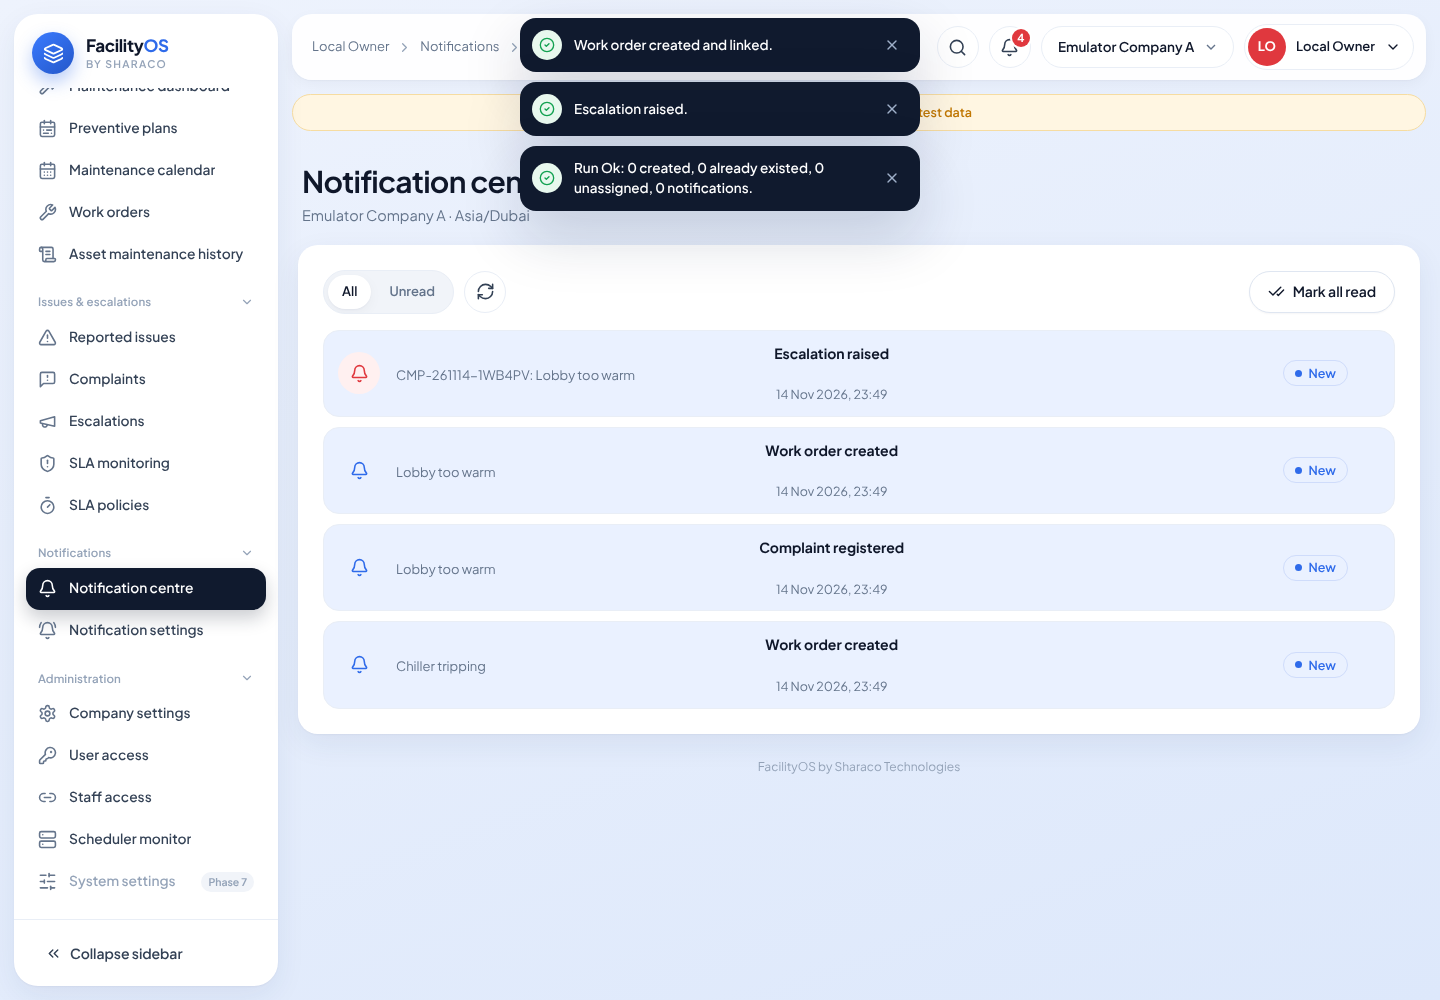 FacilityOS
BY SHARACO
Maintenance dashboard
Preventive plans
Maintenance calendar
Work orders
Asset maintenance history
Issues & escalations
Reported issues
Complaints
Escalations
SLA monitoring
SLA policies
Notifications
Notification centre
Notification settings
Administration
Company settings
User access
Staff access
Scheduler monitor
System settings
Phase 7
Collapse sidebar
Local Owner
Notifications
4
Emulator Company A
LO
Local Owner
Work order created and linked.
Escalation raised.
test data
Run Ok: 0 created, 0 already existed, 0
unassigned, 0 notifications.
Notification cen
Emulator Company A · Asia/Dubai
All
Unread
Mark all read
Escalation raised
CMP-261114-1WB4PV: Lobby too warm
14 Nov 2026, 23:49
New
Work order created
Lobby too warm
14 Nov 2026, 23:49
New
Complaint registered
Lobby too warm
14 Nov 2026, 23:49
New
Work order created
Chiller tripping
14 Nov 2026, 23:49
New
FacilityOS by Sharaco Technologies